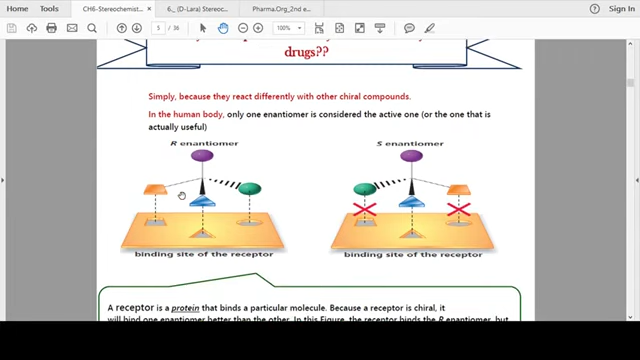 Home Tools
CH6-Stereochemist... × 6._ (D-Lara) Stereoc... Pharma.Org_2nd e...
? Sign In
5 / 36 100%
drugs??
Simply, because they react differently with other chiral compounds.
In the human body, only one enantiomer is considered the active one (or the one that is
actually useful)
R enantiomer S enantiomer
binding site of the receptor binding site of the receptor
A receptor is a protein that binds a particular molecule. Because a receptor is chiral, it
will bind one enantiomer better than the other. In this Figure, the receptor binds the R enantiomer, but